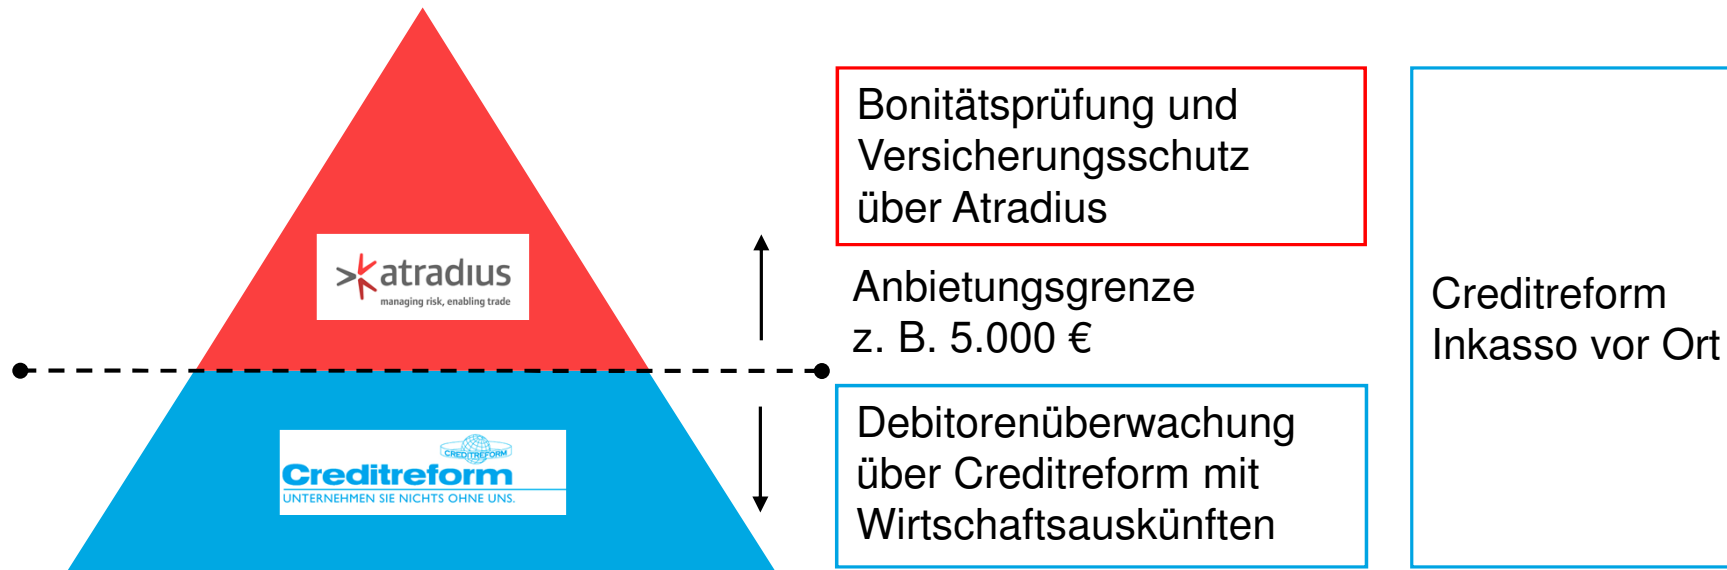 Bonitätsprüfung und
Versicherungsschutz
über Atradius
atradius
managing risk, enabling trade
Anbietungsgrenze
z. B. 5.000 €
Creditreform
Inkasso vor Ort
CREDITREFORM
Creditreform
UNTERNEHMEN SIE NICHTS OHNE UNS.
Debitorenüberwachung
über Creditreform mit
Wirtschaftsauskünften